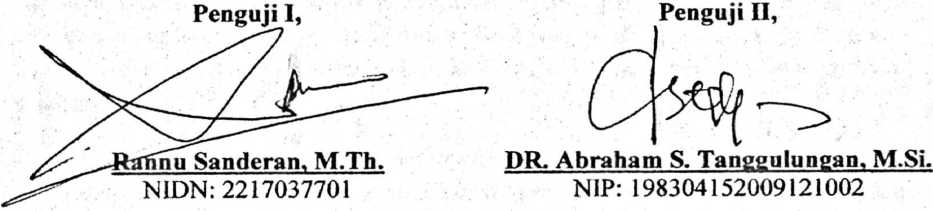 Penguji I,
Penguji II,
Rannu Sanderan, M.Th.
DR. Abraham S. Tanggulungan, M.Si.
NIDN: 2217037701
NIP: 198304152009121002